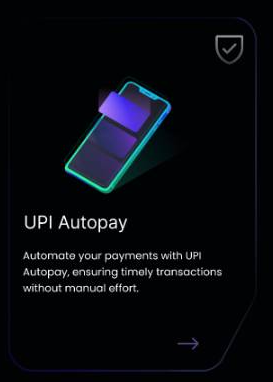 UPI Autopay
Automate your payments with UPI
Autopay, ensuring timely transactions
without manual effort.